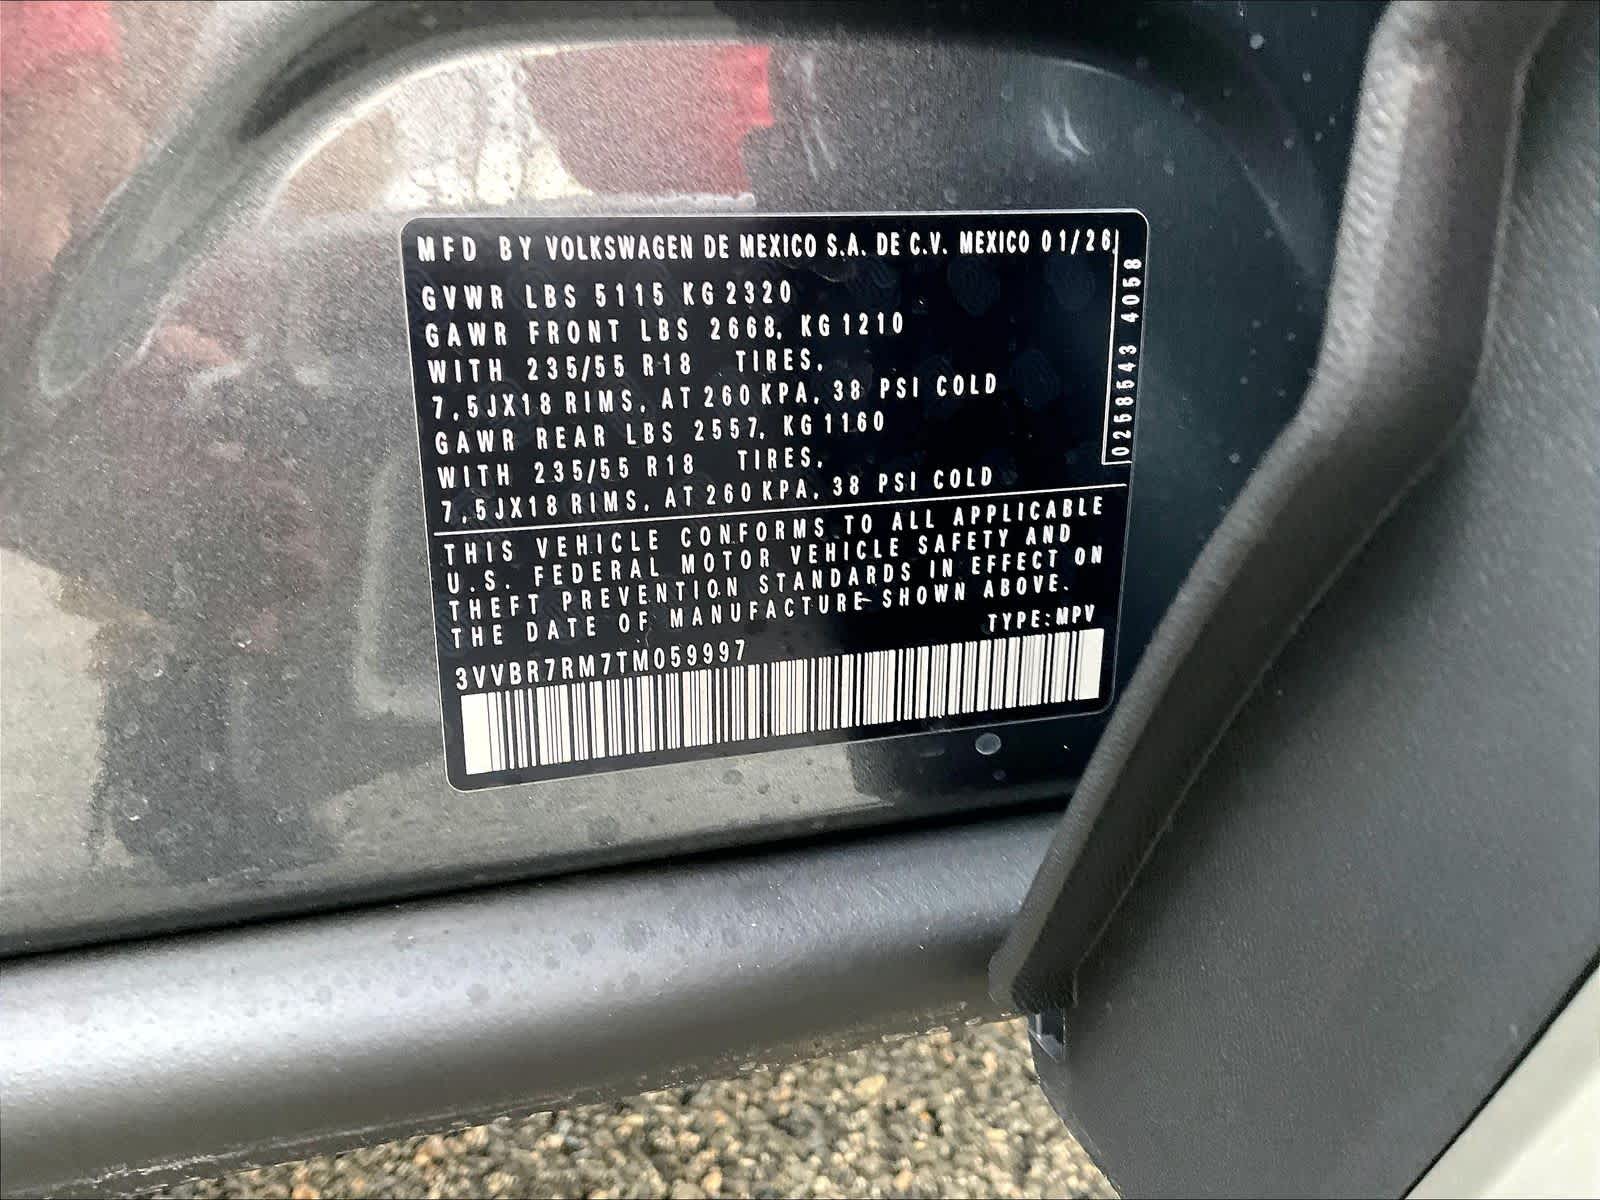 MFD BY VOLKSWAGEN DE MEXICO S.A. DE C.V. MEXICO 01/26
GVWR LBS 5115 KG 2320
GAWR FRONT LBS 2668, KG 1210
WITH 235/55 R18 TIRES,
7,5JX18 RIMS, AT 260 KPA, 38 PSI COLD
GAWR REAR LBS 2557, KG 1160
WITH 235/55 R18 TIRES,
7,5JX18 RIMS, AT 260 KPA, 38 PSI COLD
0258543 4058
THIS VEHICLE CONFORMS TO ALL APPLICABLE
U.S. FEDERAL MOTOR VEHICLE SAFETY AND
THEFT PREVENTION STANDARDS IN EFFECT ON
THE DATE OF MANUFACTURE SHOWN ABOVE.
TYPE:MPV
3VVBR7RM7TM059997